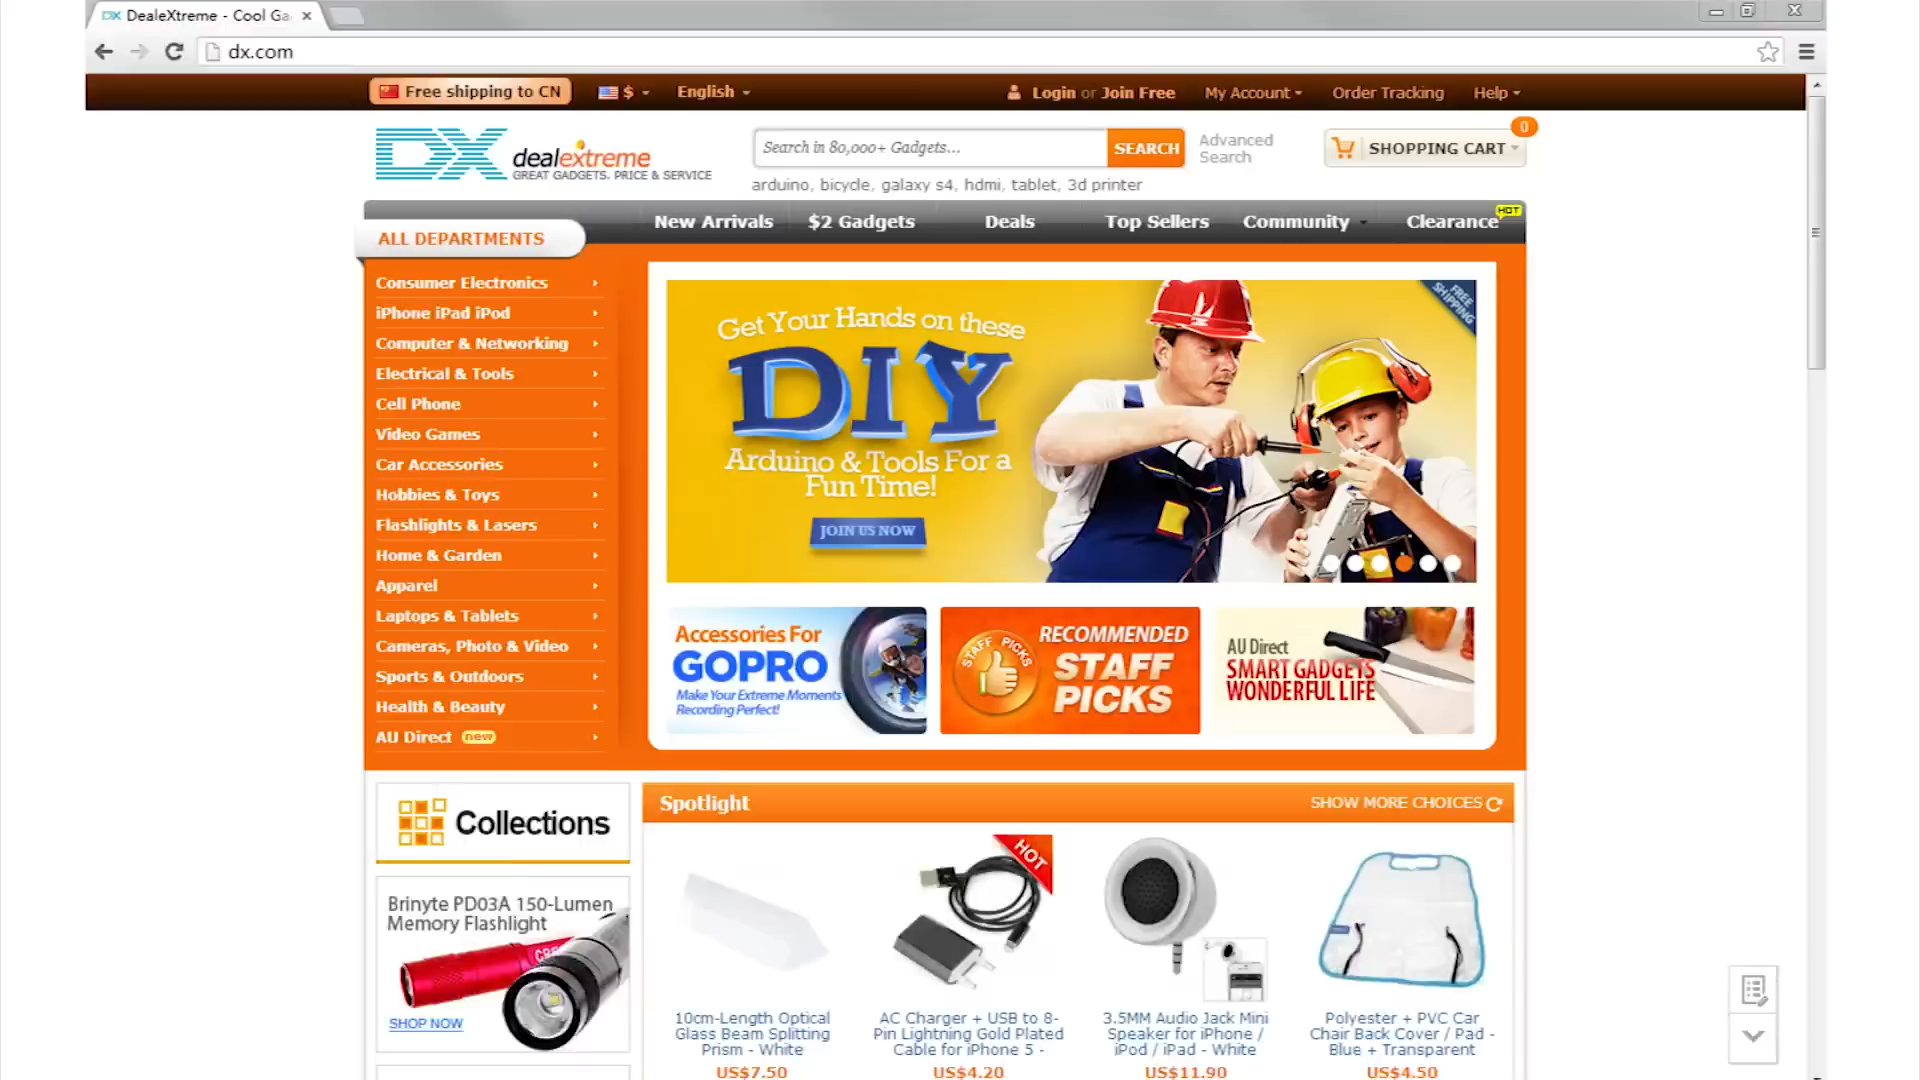 DX DealeXtreme - Cool Ga
dx.com
Free shipping to CN
$
English
Login or Join Free
My Account
Order Tracking
Help
DX dealextreme
GREAT GADGETS. PRICE & SERVICE
Search in 80,000+ Gadgets...
SEARCH
Advanced
Search
SHOPPING CART
0
arduino, bicycle, galaxy s4, hdmi, tablet, 3d printer
ALL DEPARTMENTS
New Arrivals
$2 Gadgets
Deals
Top Sellers
Community
Clearance
HOT
Consumer Electronics
iPhone iPad iPod
Computer & Networking
Electrical & Tools
Cell Phone
Video Games
Car Accessories
Hobbies & Toys
Flashlights & Lasers
Home & Garden
Apparel
Laptops & Tablets
Cameras, Photo & Video
Sports & Outdoors
Health & Beauty
AU Direct new
FREE
SHIPPING
Get Your Hands on these
DIY
Arduino & Tools For a
Fun Time!
JOIN US NOW
Accessories For
GOPRO
Make Your Extreme Moments
Recording Perfect!
STAFF PICKS
RECOMMENDED
STAFF
PICKS
AU Direct
SMART GADGETS
WONDERFUL LIFE
Collections
Brinyte PD03A 150-Lumen
Memory Flashlight
CRE
SHOP NOW
Spotlight
SHOW MORE CHOICES
HOT
10cm-Length Optical
Glass Beam Splitting
Prism - White
US$7.50
AC Charger + USB to 8-
Pin Lightning Gold Plated
Cable for iPhone 5 -
US$4.20
3.5MM Audio Jack Mini
Speaker for iPhone /
iPod / iPad - White
US$11.90
Polyester + PVC Car
Chair Back Cover / Pad -
Blue + Transparent
US$4.50